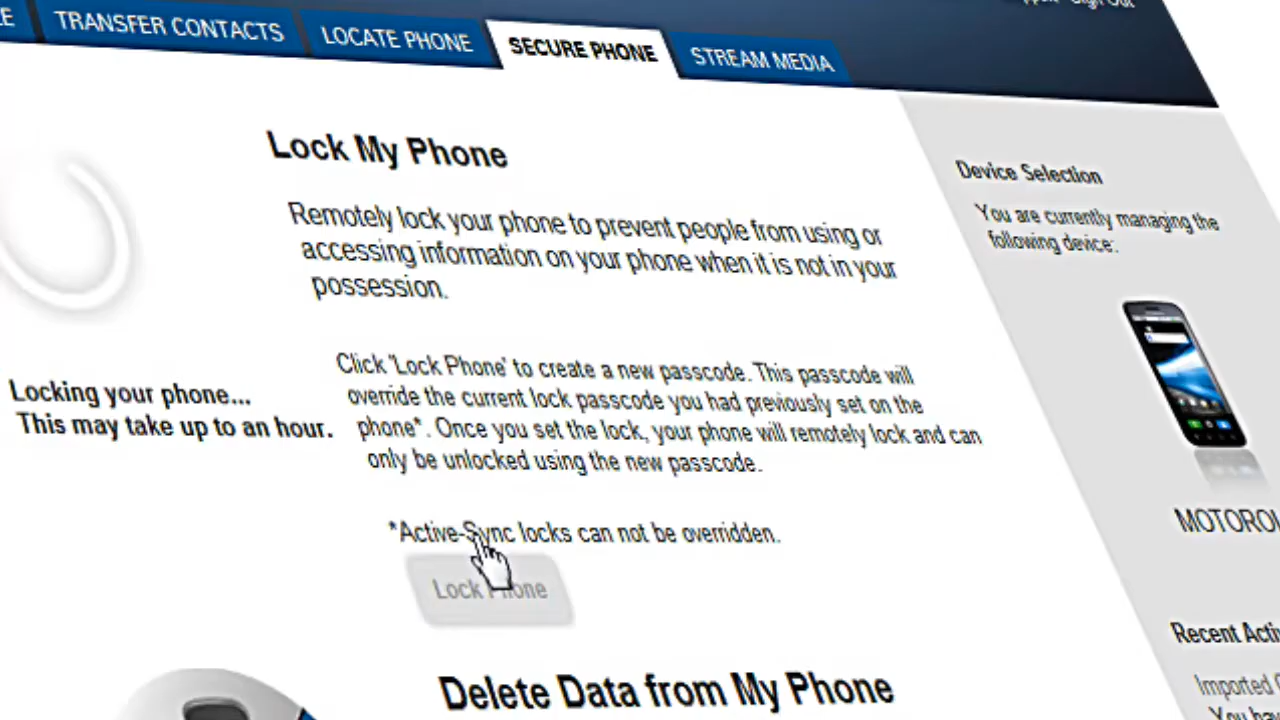 TRANSFER CONTACTS
LOCATE PHONE
SECURE PHONE
STREAM MEDIA
Lock My Phone
Remotely lock your phone to prevent people from using or
accessing information on your phone when it is not in your
possession.
Locking your phone...
This may take up to an hour.
Click 'Lock Phone' to create a new passcode. This passcode will
override the current lock passcode you had previously set on the
phone*. Once you set the lock, your phone will remotely lock and can
only be unlocked using the new passcode.
*Active-Sync locks can not be overridden.
Lock Phone
Delete Data from My Phone
Device Selection
You are currently managing the
following device:
Recent
Imported
You